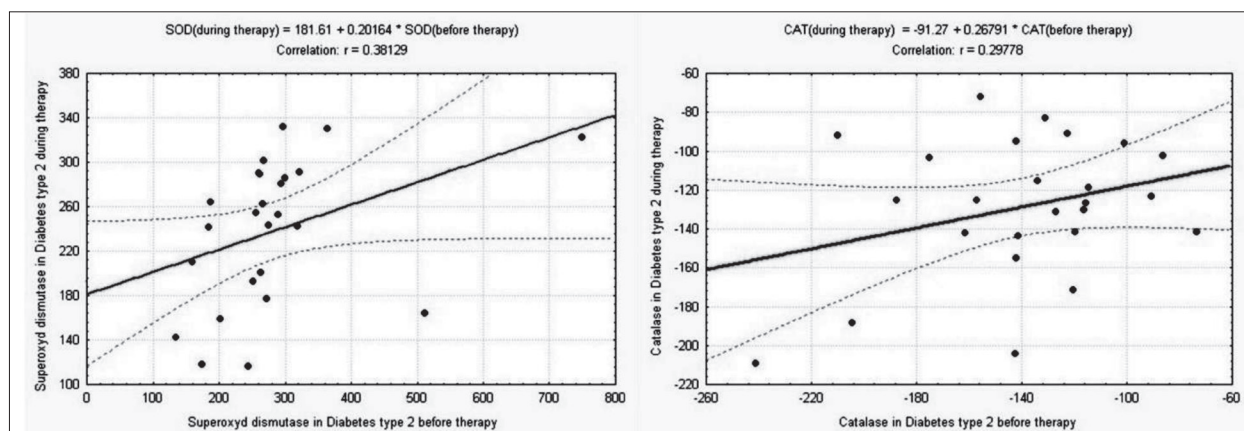 SOD(during therapy) = 181.61 + 0.20164 * SOD(before therapy)
Correlation: r = 0.38129
380
340
300
260
220
180
140
100
0 100 200 300 400 500 600 700 800
Superoxyd dismutase in Diabetes type 2 during therapy
Superoxyd dismutase in Diabetes type 2 before therapy
CAT(during therapy) = -91.27 + 0.26791 * CAT(before therapy)
Correlation: r = 0.29778
-60
-80
-100
-120
-140
-160
-180
-200
-220
-260 -220 -180 -140 -100 -60
Catalase in Diabetes type 2 during therapy
Catalase in Diabetes type 2 before therapy